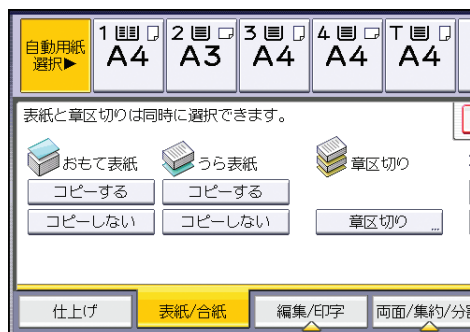 自動用紙
選択▶
1
A4
2
A3
3
A4
4
A4
T
A4
表紙と章区切りは同時に選択できます。
おもて表紙
うら表紙
章区切り
コピーする
コピーする
コピーしない
コピーしない
章区切り ...
仕上げ
表紙/合紙
編集/印字
両面/集約/分割